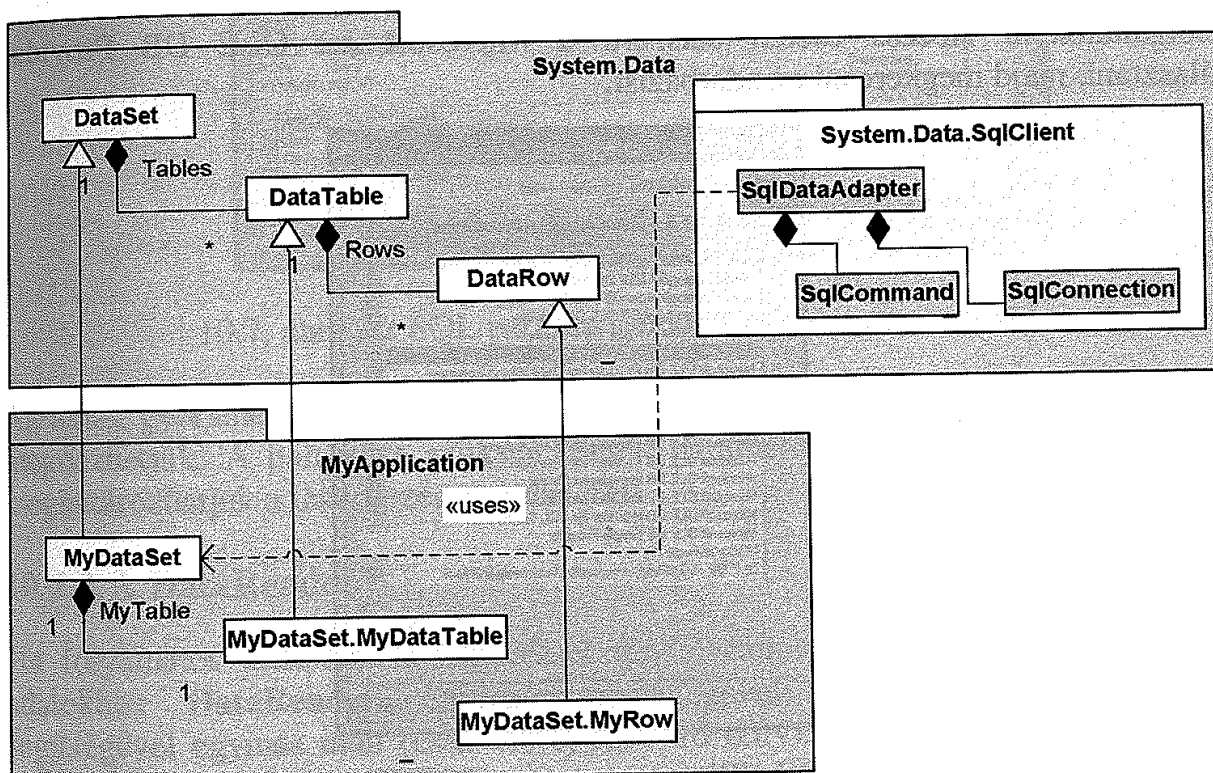 System.Data
DataSet
1
Tables
*
DataTable
1
Rows
*
DataRow
System.Data.SqlClient
SqlDataAdapter
SqlCommand
SqlConnection
MyApplication
«uses»
MyDataSet
1
MyTable
1
MyDataSet.MyDataTable
MyDataSet.MyRow